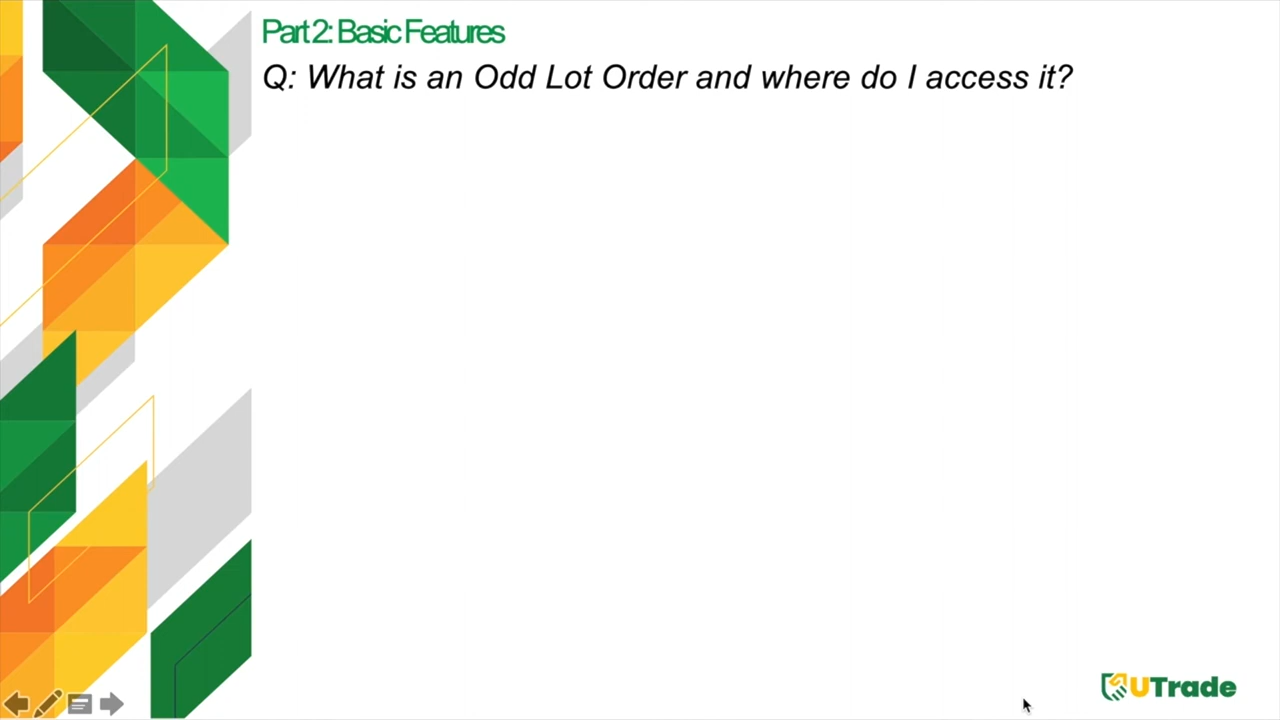 Part 2: Basic Features
Q: What is an Odd Lot Order and where do I access it?
UTrade